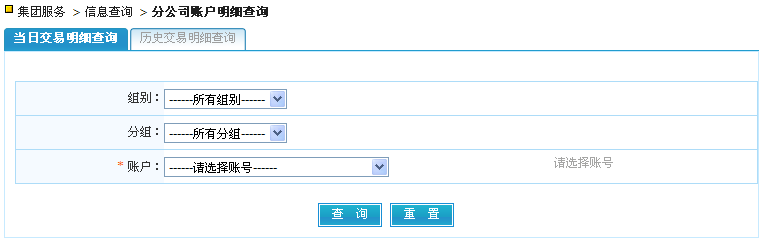 集团服务 > 信息查询 > 分公司账户明细查询
当日交易明细查询 历史交易明细查询
组别： ------所有组别------
分组： ------所有分组------
* 账户： ------请选择账号------ 请选择账号
查 询 重 置